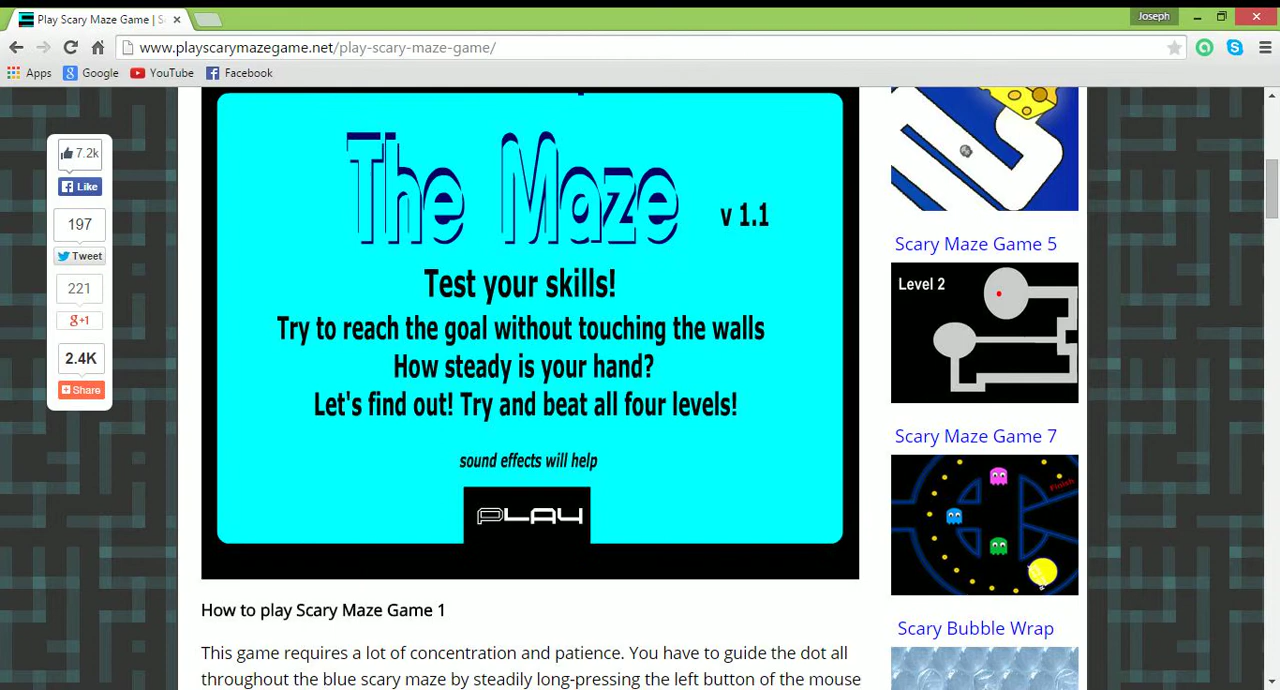 Play Scary Maze Game | S
Joseph
www.playscarymazegame.net/play-scary-maze-game/
Apps Google YouTube Facebook
7.2k
Like
197
Tweet
221
g+1
2.4K
Share
The Maze
v 1.1
Test your skills!
Try to reach the goal without touching the walls
How steady is your hand?
Let's find out! Try and beat all four levels!
sound effects will help
PLAY
How to play Scary Maze Game 1
This game requires a lot of concentration and patience. You have to guide the dot all
throughout the blue scary maze by steadily long-pressing the left button of the mouse
Scary Maze Game 5
Level 2
Scary Maze Game 7
Finish
Scary Bubble Wrap